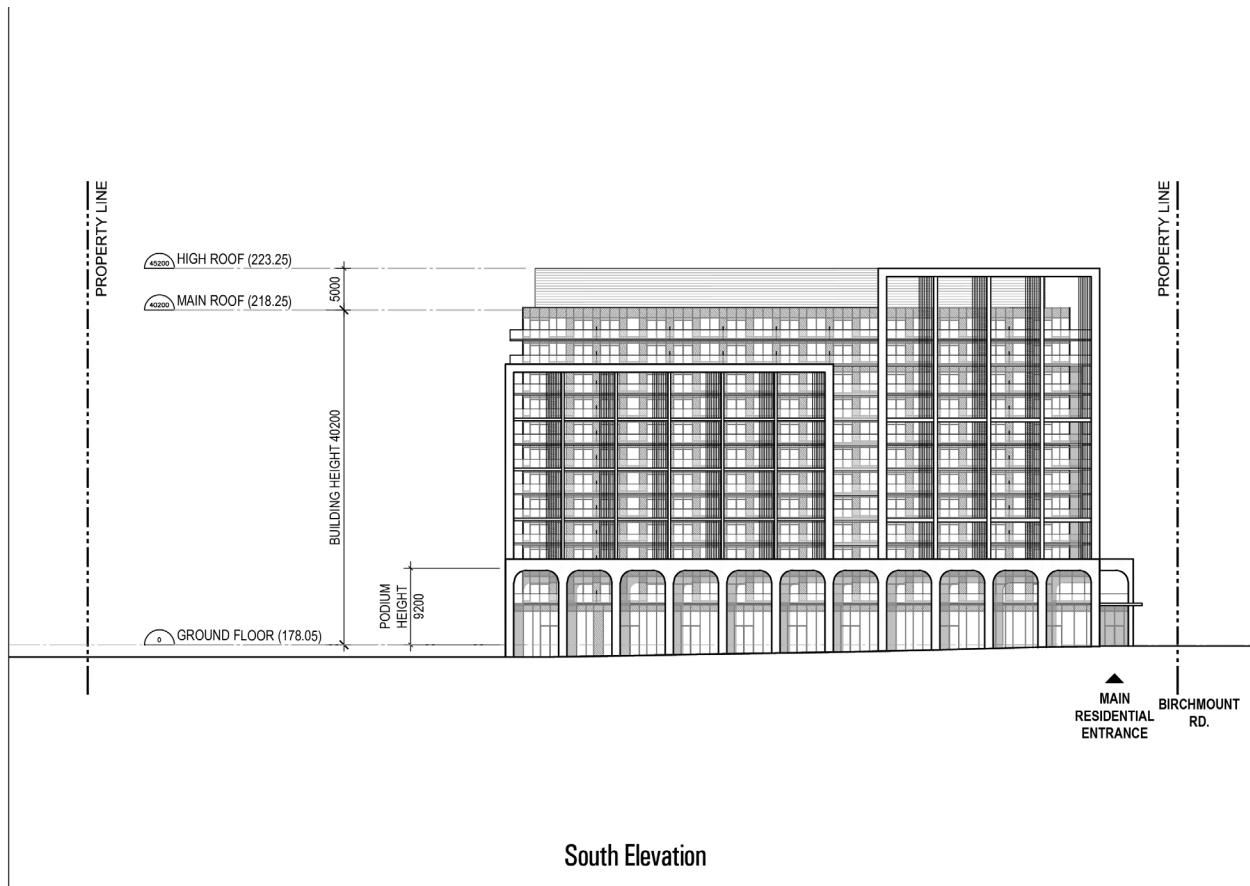 PROPERTY LINE
PROPERTY LINE
45200 HIGH ROOF (223.25)
5000
40200 MAIN ROOF (218.25)
BUILDING HEIGHT 40200
PODIUM
HEIGHT
9200
0 GROUND FLOOR (178.05)
MAIN
RESIDENTIAL
ENTRANCE
BIRCHMOUNT
RD.
South Elevation